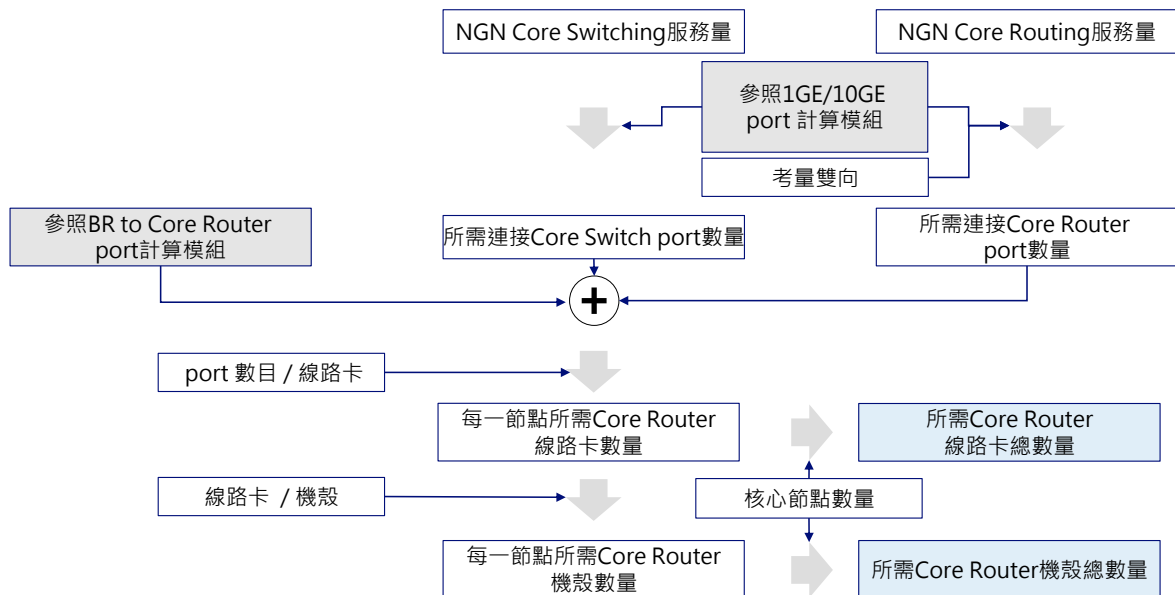 NGN Core Switching服務量
NGN Core Routing服務量
參照1GE/10GE
port 計算模組
考量雙向
參照BR to Core Router
port計算模組
所需連接Core Switch port數量
所需連接Core Router
port數量
+
port 數目 / 線路卡
每一節點所需Core Router
線路卡數量
所需Core Router
線路卡總數量
線路卡 / 機殼
核心節點數量
每一節點所需Core Router
機殼數量
所需Core Router機殼總數量